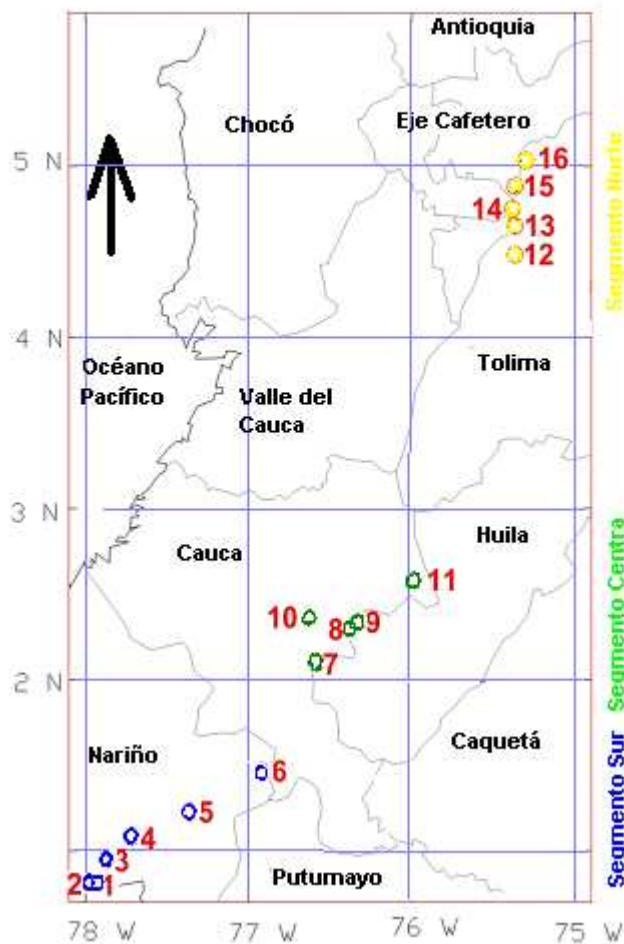 Antioquia
Chocó
Eje Cafetero
5 N
16
15
14
13
12
Segmento Norte
4 N
Océano
Pacífico
Valle del
Cauca
Tolima
3 N
Cauca
Huila
11
10
8
9
7
Segmento Centra
2 N
Nariño
Caquetá
6
5
4
3
2
1
Putumayo
Segmento Sur
78 W
77 W
76 W
75 W